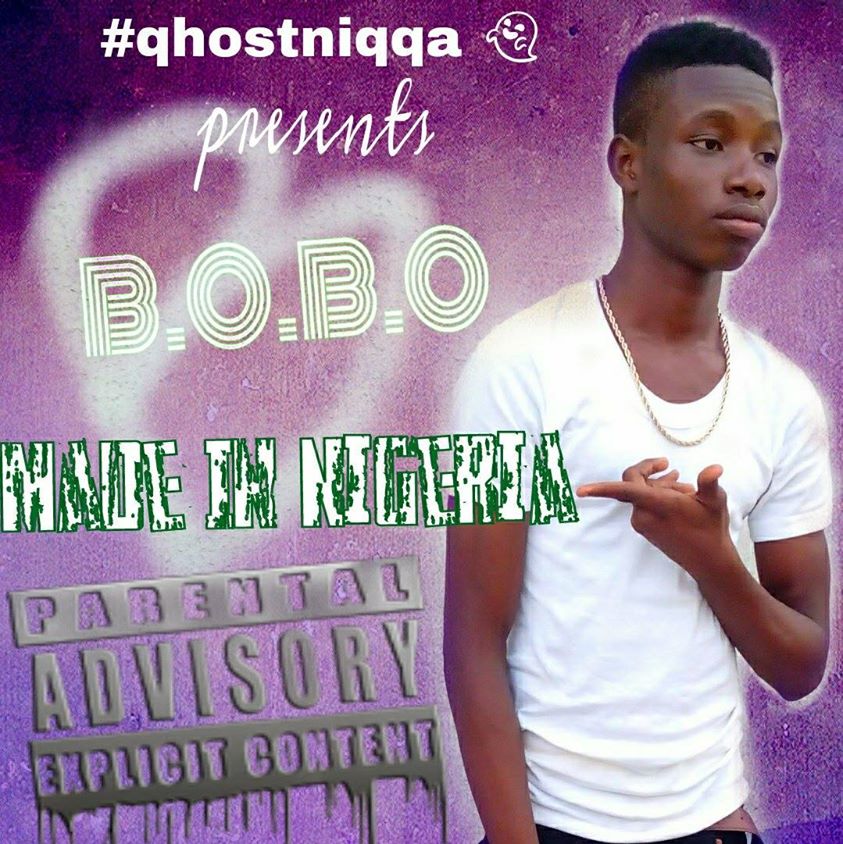 #qhostniqqa 👻
presents
B.O.B.O
MADE IN NIGERIA
PARENTAL
ADVISORY
EXPLICIT CONTENT